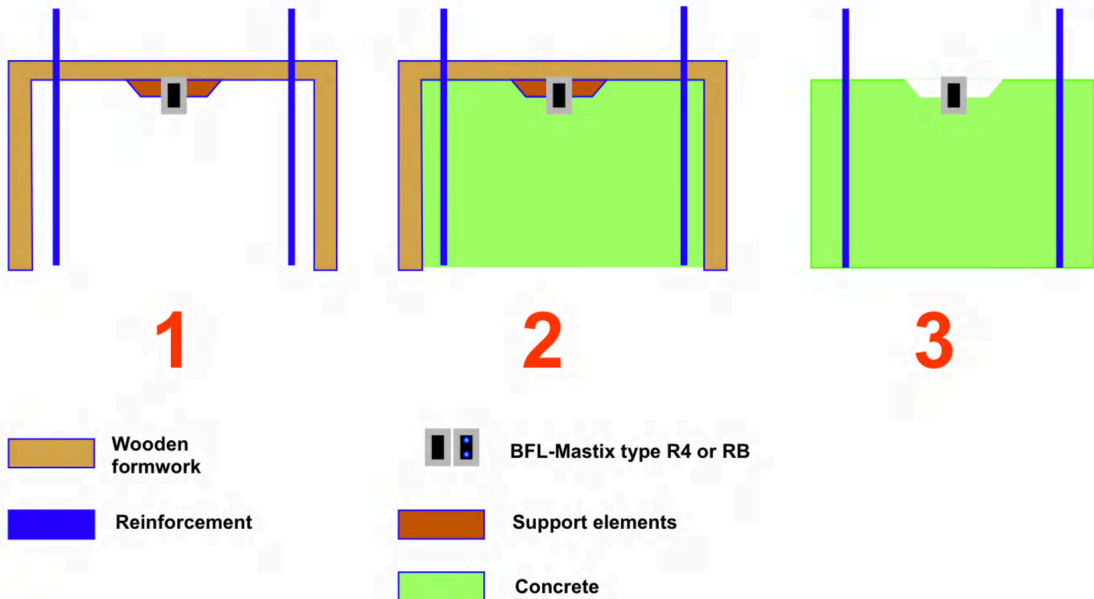 1 2 3
Wooden
formwork
BFL-Mastix type R4 or RB
Reinforcement
Support elements
Concrete